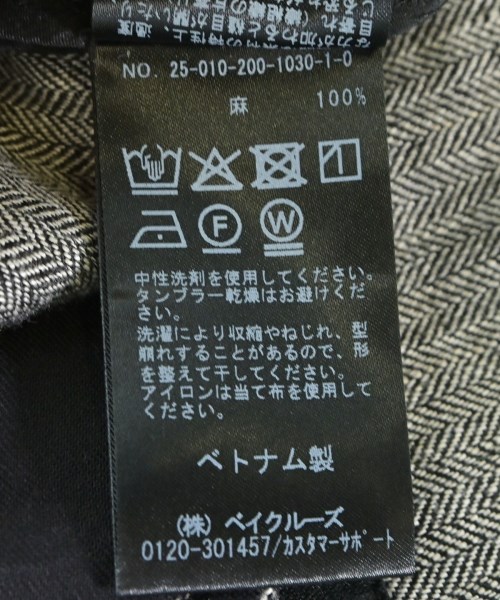 NO. 25-010-200-1030-1-0
麻 100%
F W
中性洗剤を使用してください。
タンブラー乾燥はお避けくだ
さい。
洗濯により収縮やねじれ、型
崩れすることがあるので、形
を整えて干してください。
アイロンは当て布を使用して
ください。
ベトナム製
(株) ベイクルーズ
0120-301457/カスタマーサポート